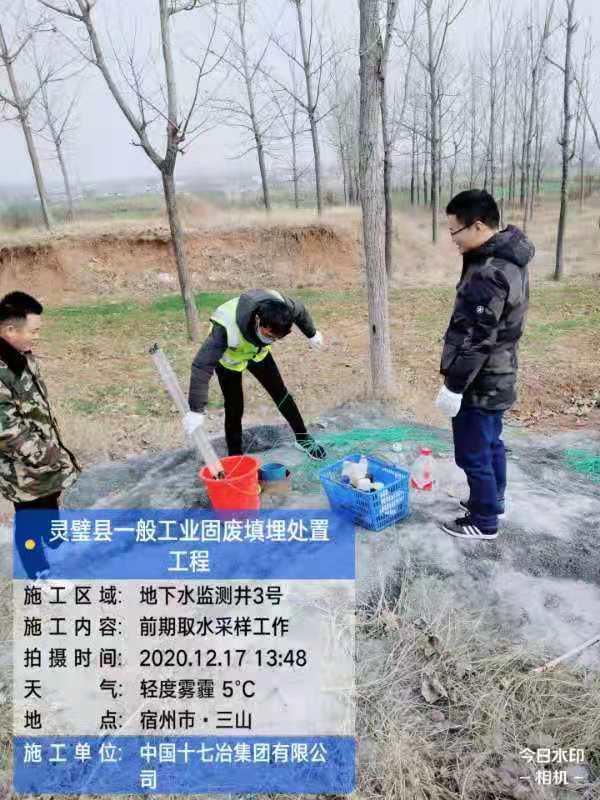 灵璧县一般工业固废填埋处置
工程
施工区域: 地下水监测井3号
施工内容: 前期取水采样工作
拍摄时间: 2020.12.17 13:48
天气: 轻度雾霾 5°C
地点: 宿州市·三山
施工单位: 中国十七冶集团有限公
司
今日水印
- 相机 -